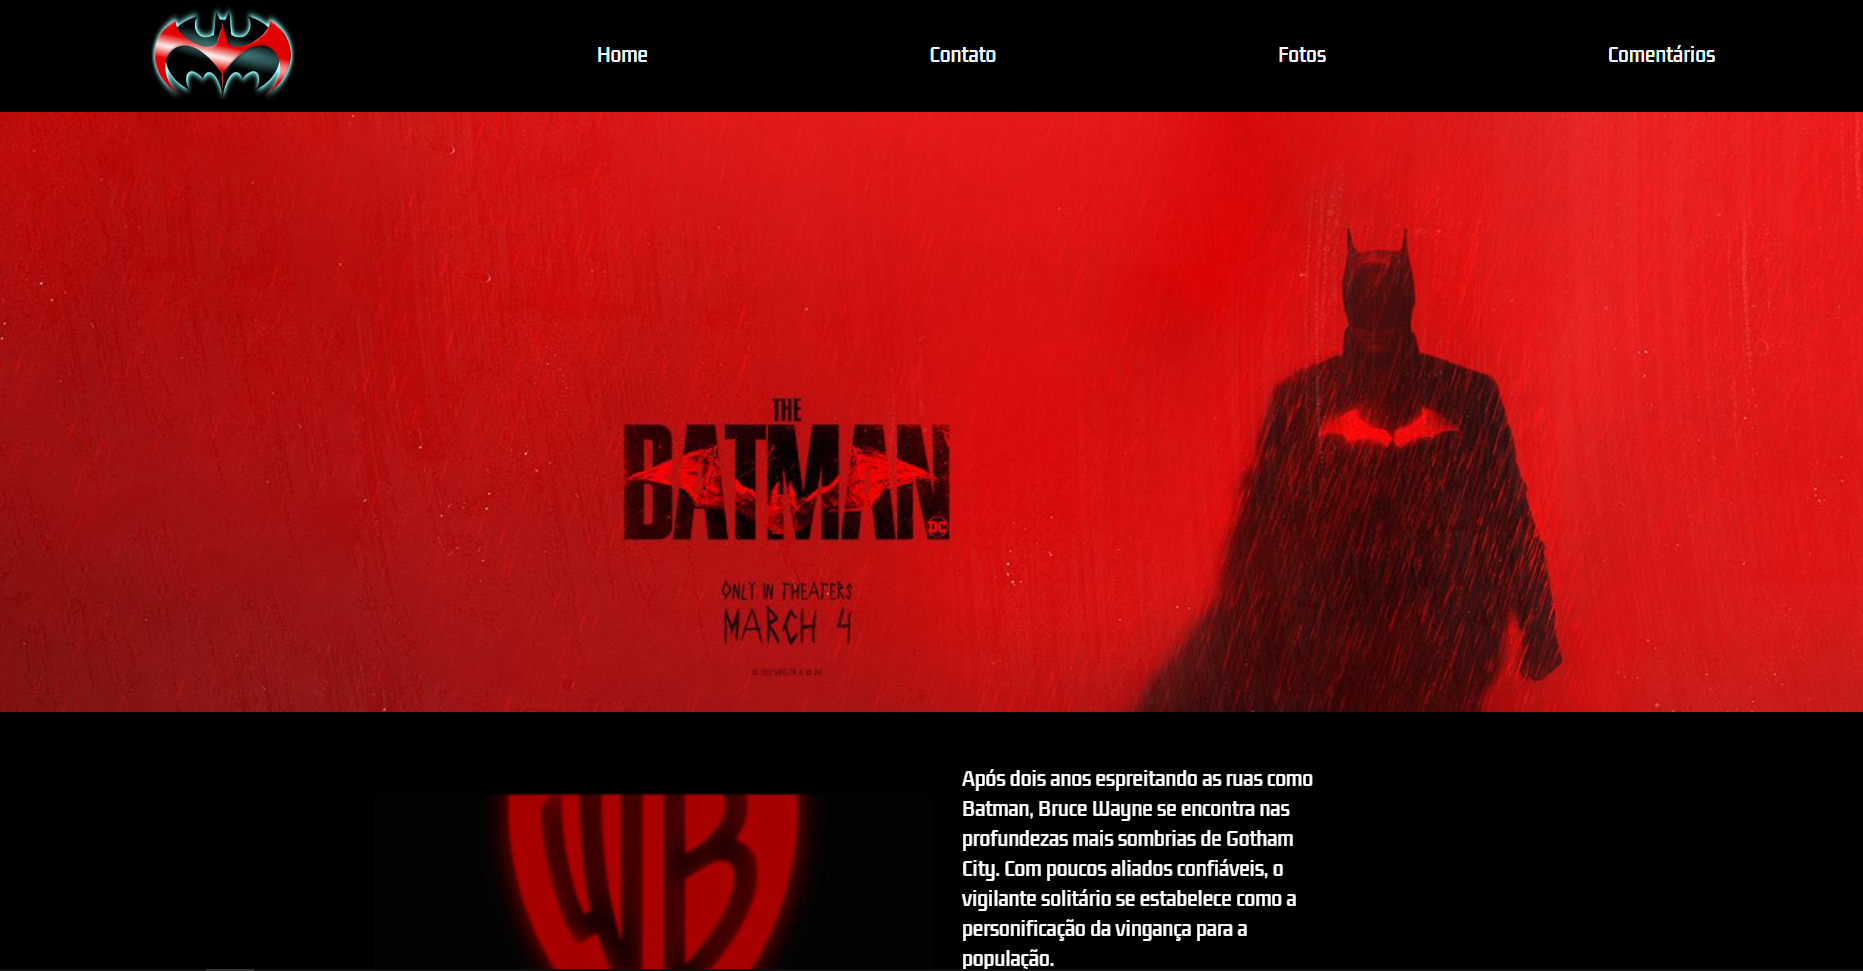 Home
Contato
Fotos
Comentários
THE
BATMAN
DC
ONLY IN THEATERS
MARCH 4
WB
Após dois anos espreitando as ruas como
Batman, Bruce Wayne se encontra nas
profundezas mais sombrias de Gotham
City. Com poucos aliados confiáveis, o
vigilante solitário se estabelece como a
personificação da vingança para a
população.